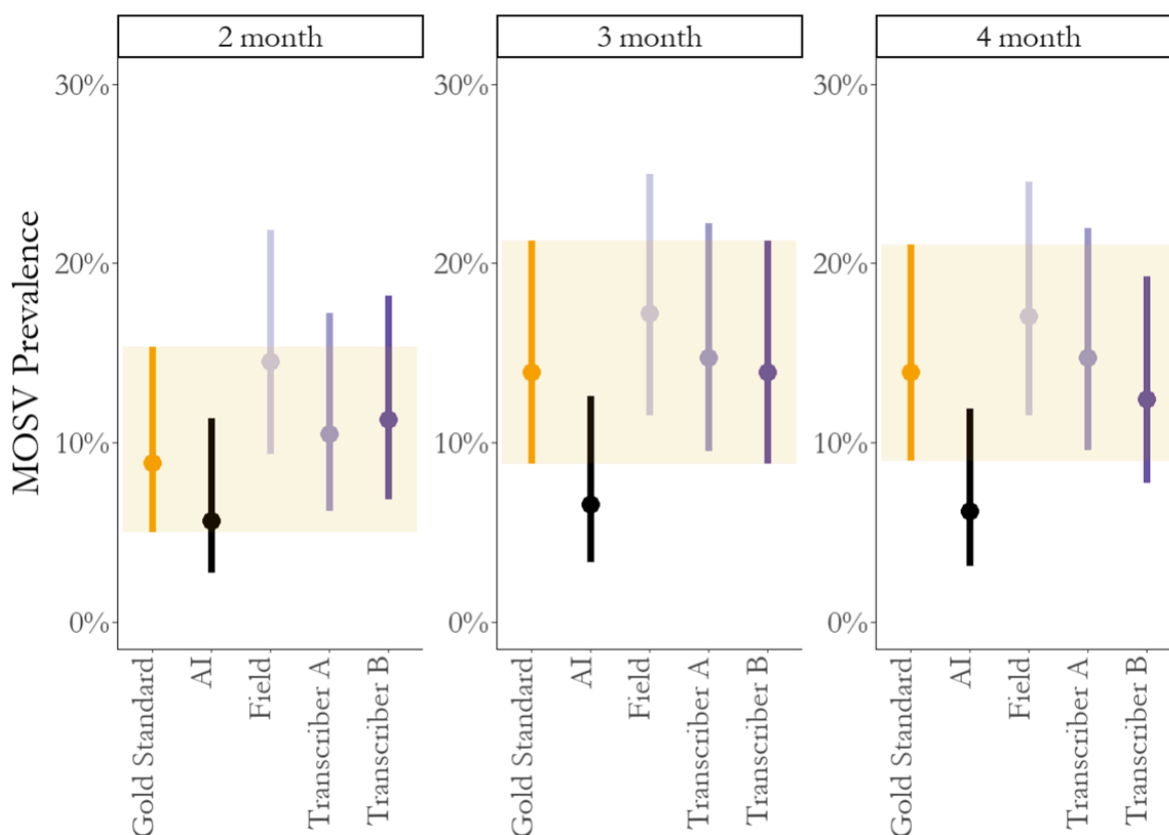 2 month
3 month
4 month
MOSV Prevalence
30%
20%
10%
0%
30%
20%
10%
0%
30%
20%
10%
0%
Gold Standard
AI
Field
Transcriber A
Transcriber B
Gold Standard
AI
Field
Transcriber A
Transcriber B
Gold Standard
AI
Field
Transcriber A
Transcriber B